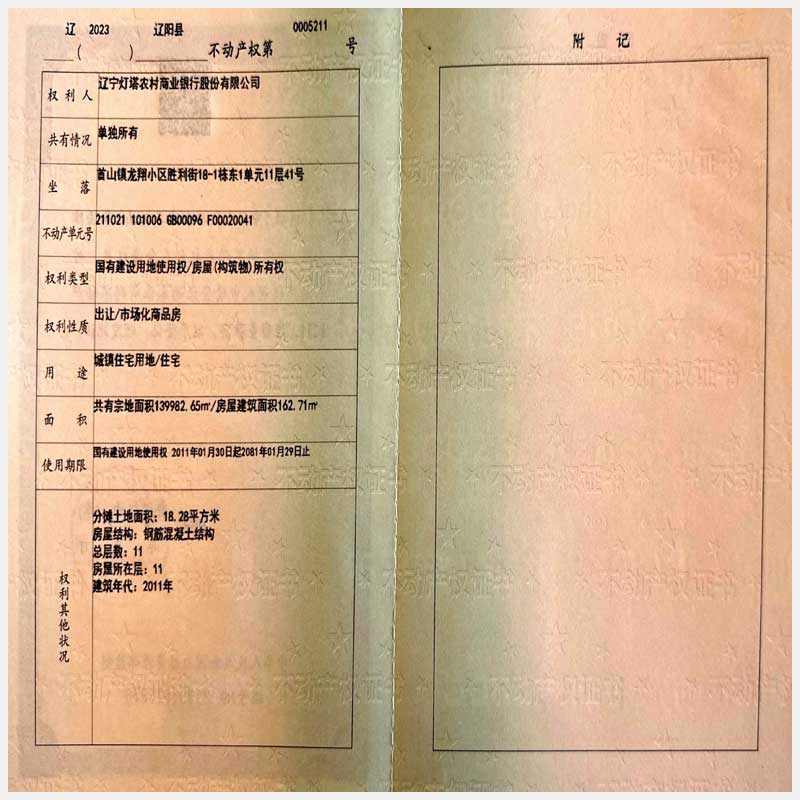 辽 2023 辽阳县 0005211
( ) 不动产权第 号
权利人 辽宁灯塔农村商业银行股份有限公司
共有情况 单独所有
坐落 首山镇龙翔小区胜利街18-1栋东1单元11层41号
不动产单元号 211021 101006 GB00096 F00020041
权利类型 国有建设用地使用权/房屋(构筑物)所有权
权利性质 出让/市场化商品房
用途 城镇住宅用地/住宅
面积 共有宗地面积139982.65㎡/房屋建筑面积162.71㎡
使用期限 国有建设用地使用权 2011年01月30日起2081年01月29日止
权利其他状况
分摊土地面积：18.28平方米
房屋结构：钢筋混凝土结构
总层数：11
房屋所在层：11
建筑年代：2011年
附记
不动产权证书